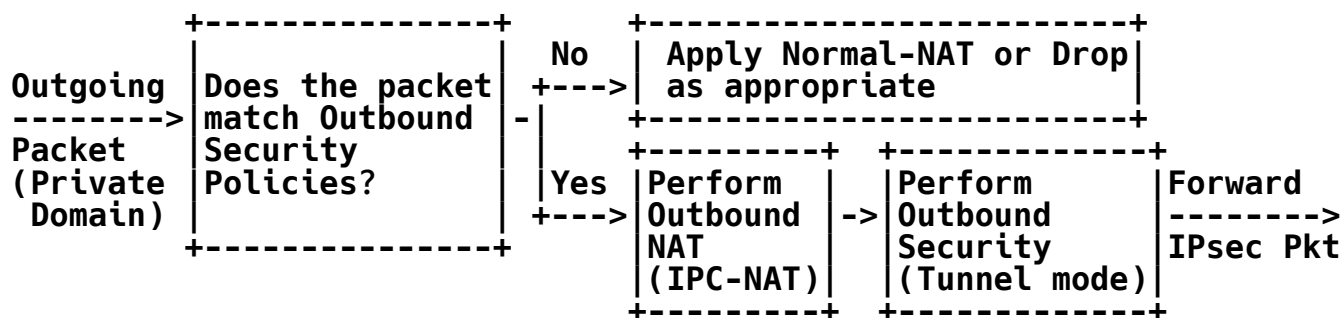 Outgoing
Packet
(Private
Domain)
Does the packet
match Outbound
Security
Policies?
No
Apply Normal-NAT or Drop
as appropriate
Yes
Perform
Outbound
NAT
(IPC-NAT)
Perform
Outbound
Security
(Tunnel mode)
Forward
IPsec Pkt